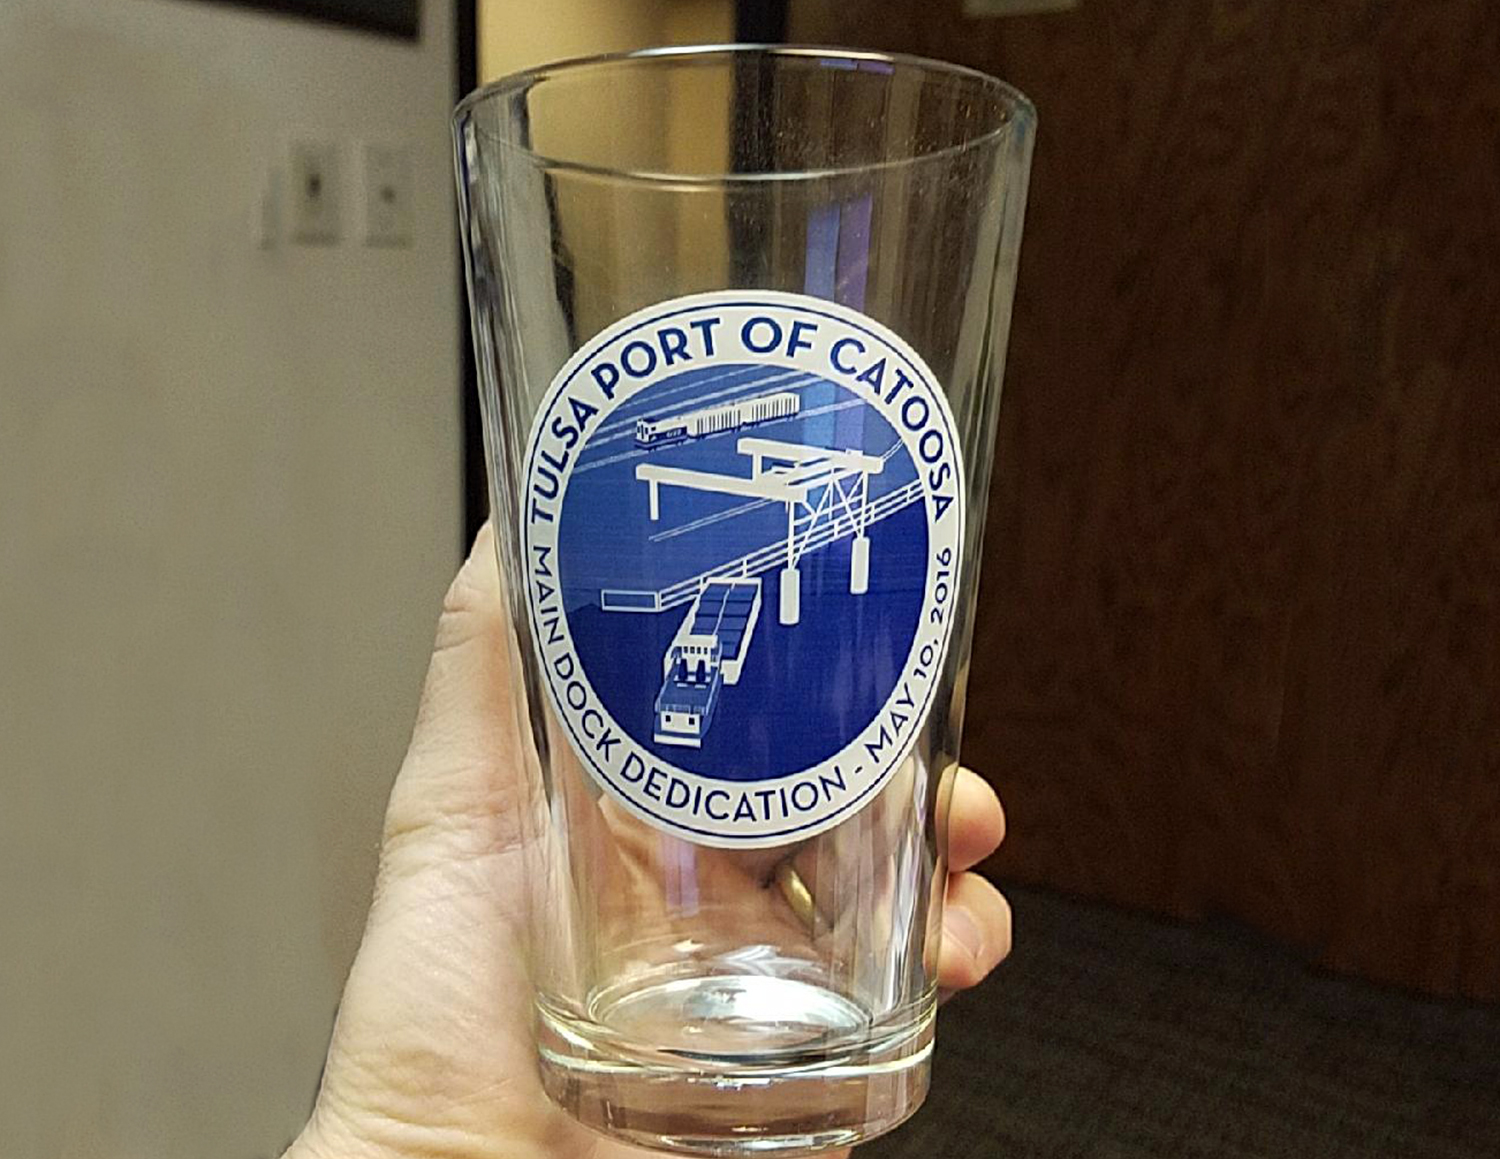 TULSA PORT OF CATOOSA
MAIN DOCK DEDICATION - MAY 10, 2016